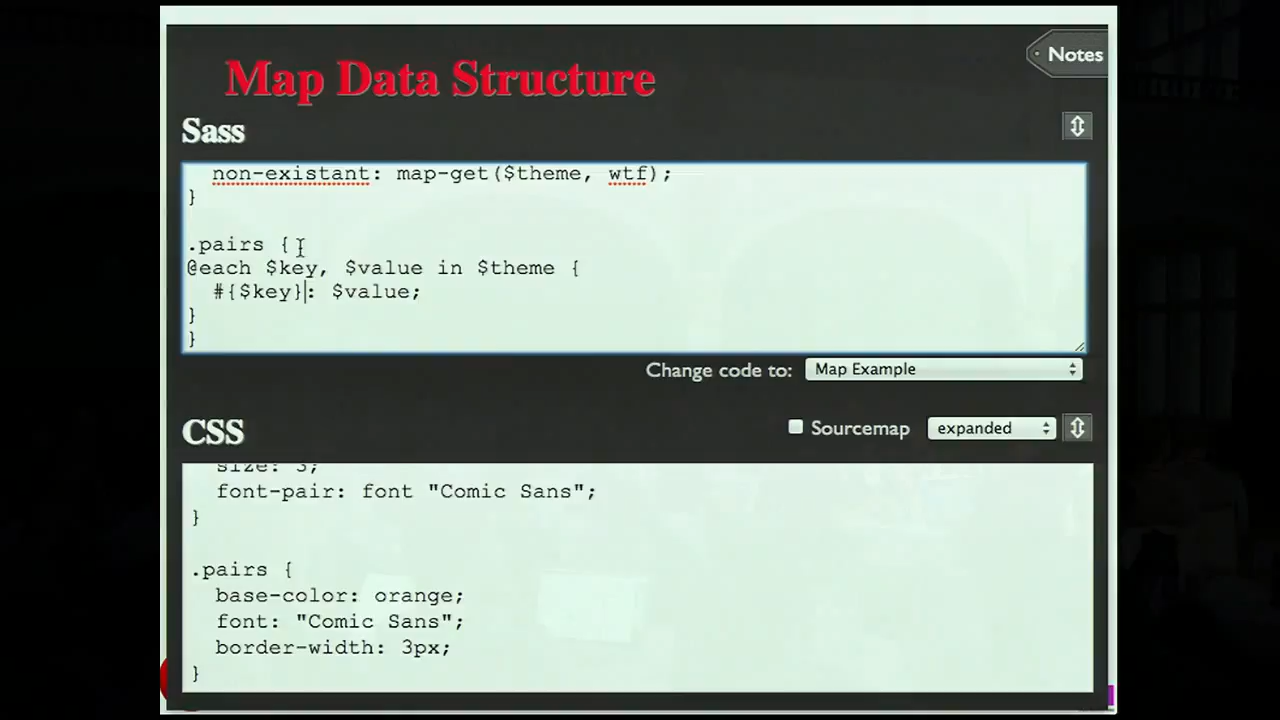 Notes
Map Data Structure
Sass
non-existant: map-get($theme, wtf);
}
.pairs {
@each $key, $value in $theme {
#{$key}: $value;
}
}
Change code to: Map Example
CSS
Sourcemap expanded
size: 3;
font-pair: font "Comic Sans";
}
.pairs {
base-color: orange;
font: "Comic Sans";
border-width: 3px;
}